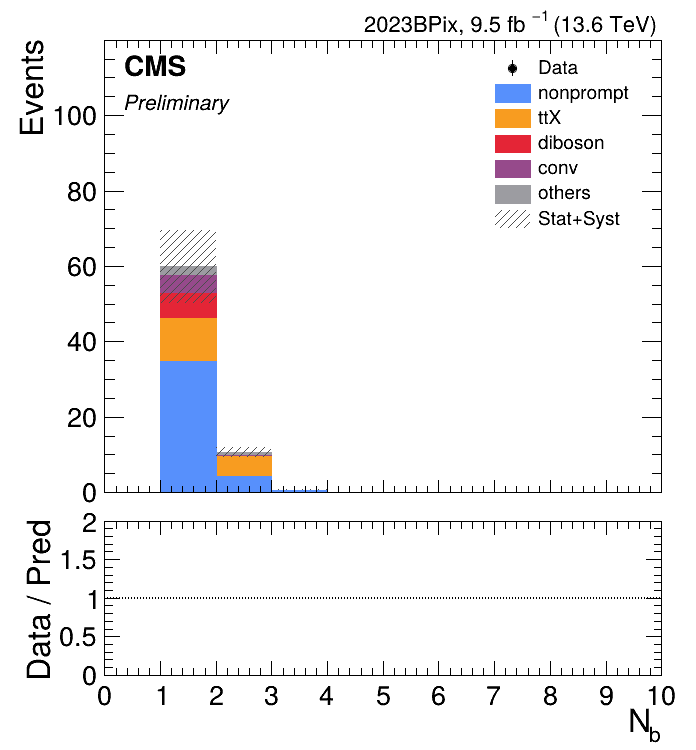 2023BPix, 9.5 fb⁻¹ (13.6 TeV)
CMS
Preliminary
Events
Data
nonprompt
ttX
diboson
conv
others
Stat+Syst
100
80
60
40
20
0
Data / Pred
2
1.5
1
0.5
0
0 1 2 3 4 5 6 7 8 9 10
N_b